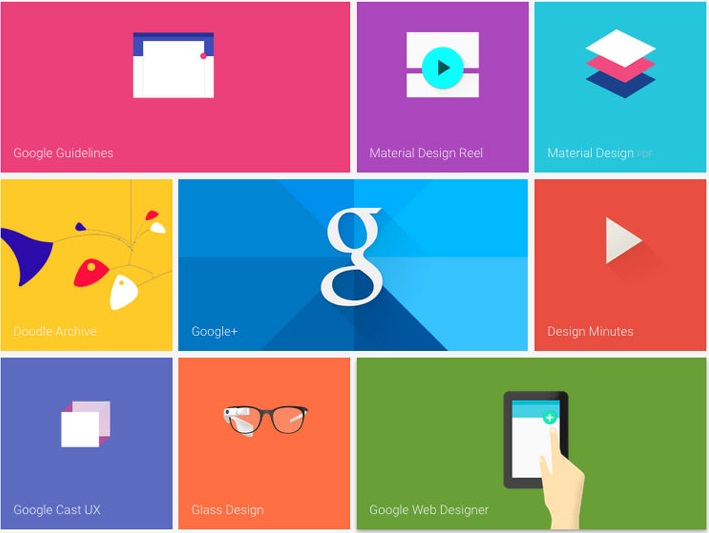 Google Guidelines
Material Design Reel
Material Design PDF
Doodle Archive
g
Google+
Design Minutes
Google Cast UX
Glass Design
Google Web Designer